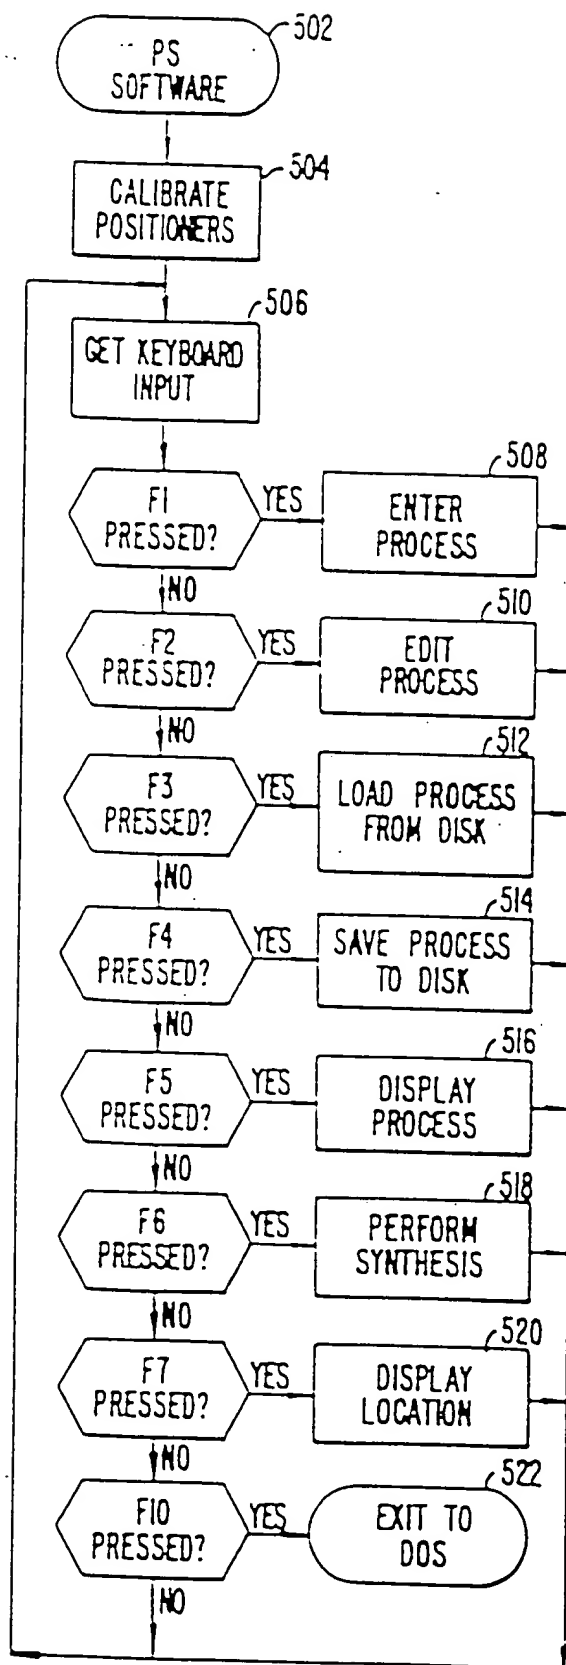 502
PS
SOFTWARE
504
CALIBRATE
POSITIONERS
506
GET KEYBOARD
INPUT
508
F1
PRESSED?
YES
ENTER
PROCESS
NO
510
F2
PRESSED?
YES
EDIT
PROCESS
NO
512
F3
PRESSED?
YES
LOAD PROCESS
FROM DISK
NO
514
F4
PRESSED?
YES
SAVE PROCESS
TO DISK
NO
516
F5
PRESSED?
YES
DISPLAY
PROCESS
NO
518
F6
PRESSED?
YES
PERFORM
SYNTHESIS
NO
520
F7
PRESSED?
YES
DISPLAY
LOCATION
NO
522
F10
PRESSED?
YES
EXIT TO
DOS
NO